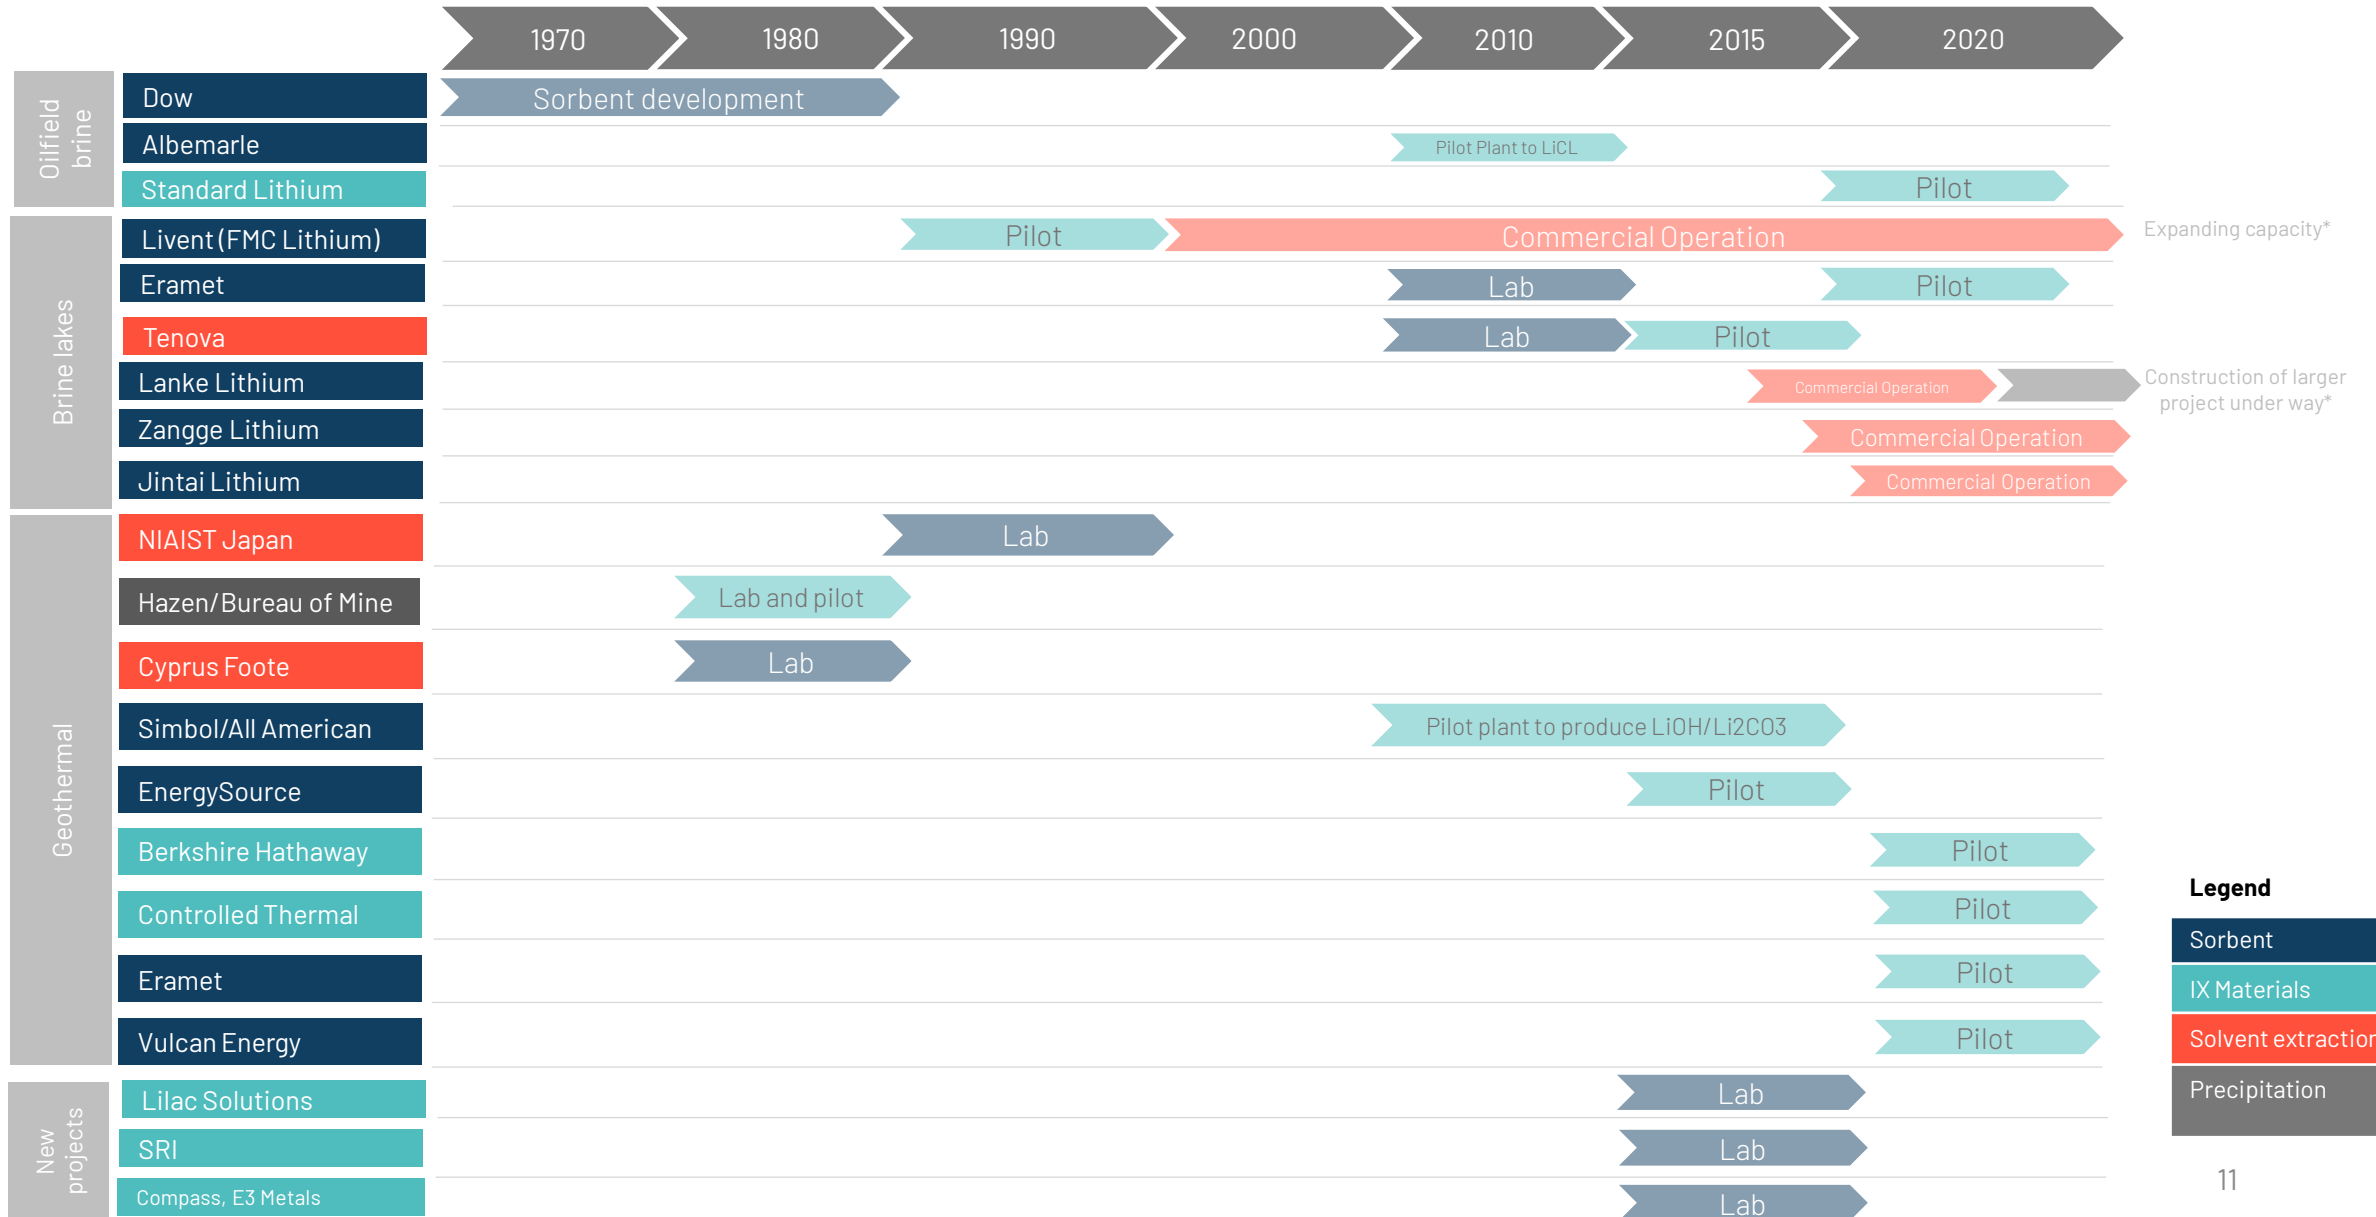 1970
1980
1990
2000
2010
2015
2020
Oilfield
brine
Dow
Sorbent development
Albemarle
Pilot Plant to LiCL
Standard Lithium
Pilot
Brine lakes
Livent (FMC Lithium)
Pilot
Commercial Operation
Expanding capacity*
Eramet
Lab
Pilot
Tenova
Lab
Pilot
Lanke Lithium
Commercial Operation
Construction of larger
project under way*
Zangge Lithium
Commercial Operation
Jintai Lithium
Commercial Operation
Geothermal
NIAIST Japan
Lab
Hazen/Bureau of Mine
Lab and pilot
Cyprus Foote
Lab
Simbol/All American
Pilot plant to produce LiOH/Li2CO3
EnergySource
Pilot
Berkshire Hathaway
Pilot
Controlled Thermal
Pilot
Eramet
Pilot
Vulcan Energy
Pilot
New
projects
Lilac Solutions
Lab
SRI
Lab
Compass, E3 Metals
Lab
Legend
Sorbent
IX Materials
Solvent extraction
Precipitation
11